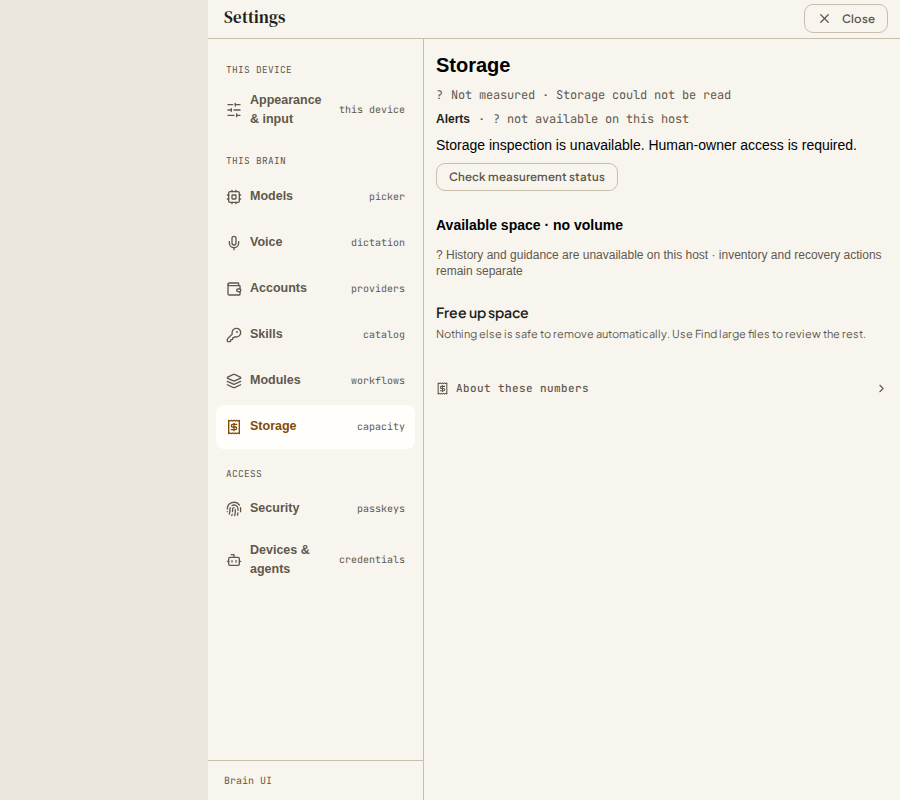 Settings
Close
THIS DEVICE
Appearance & input
this device
THIS BRAIN
Models
picker
Voice
dictation
Accounts
providers
Skills
catalog
Modules
workflows
Storage
capacity
ACCESS
Security
passkeys
Devices & agents
credentials
Brain UI
Storage
? Not measured · Storage could not be read
Alerts · ? not available on this host
Storage inspection is unavailable. Human-owner access is required.
Check measurement status
Available space · no volume
? History and guidance are unavailable on this host · inventory and recovery actions
remain separate
Free up space
Nothing else is safe to remove automatically. Use Find large files to review the rest.
About these numbers